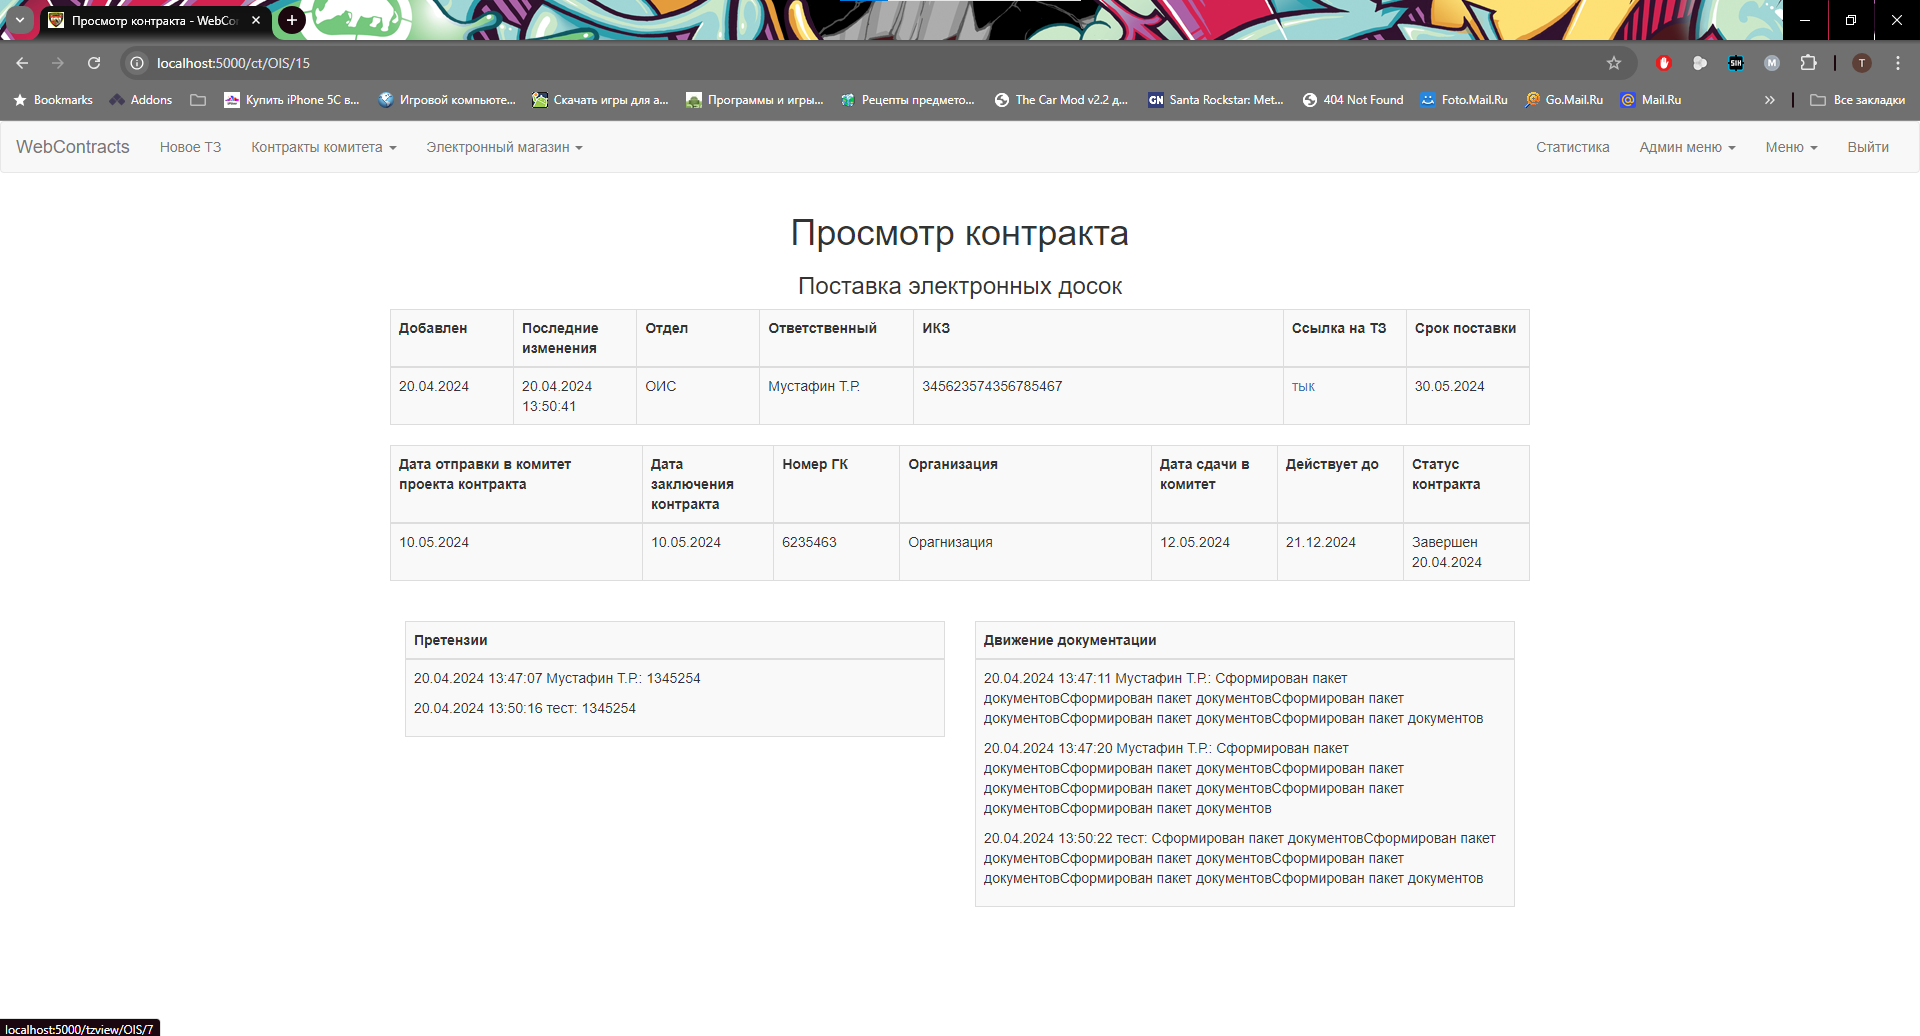 Просмотр контракта - WebCo
localhost:5000/ct/OIS/15
T
Bookmarks Addons Купить iPhone 5C в... Игровой компьюте... Скачать игры для а... Программы и игры... Рецепты предмето... The Car Mod v2.2 д... GN Santa Rockstar: Met... 404 Not Found Foto.Mail.Ru Go.Mail.Ru Mail.Ru Все закладки
WebContracts Новое ТЗ Контракты комитета Электронный магазин Статистика Админ меню Меню Выйти
Просмотр контракта
Поставка электронных досок
Добавлен Последние изменения Отдел Ответственный ИКЗ Ссылка на ТЗ Срок поставки
20.04.2024 20.04.2024 13:50:41 ОИС Мустафин Т.Р. 345623574356785467 тык 30.05.2024
Дата отправки в комитет проекта контракта Дата заключения контракта Номер ГК Организация Дата сдачи в комитет Действует до Статус контракта
10.05.2024 10.05.2024 6235463 Орагнизация 12.05.2024 21.12.2024 Завершен 20.04.2024
Претензии
20.04.2024 13:47:07 Мустафин Т.Р.: 1345254
20.04.2024 13:50:16 тест: 1345254
Движение документации
20.04.2024 13:47:11 Мустафин Т.Р.: Сформирован пакет
документовСформирован пакет документовСформирован пакет
документовСформирован пакет документовСформирован пакет документов
20.04.2024 13:47:20 Мустафин Т.Р.: Сформирован пакет
документовСформирован пакет документовСформирован пакет
документовСформирован пакет документовСформирован пакет
документовСформирован пакет документов
20.04.2024 13:50:22 тест: Сформирован пакет документовСформирован пакет
документовСформирован пакет документовСформирован пакет
документовСформирован пакет документовСформирован пакет документов
localhost:5000/tzview/OIS/7